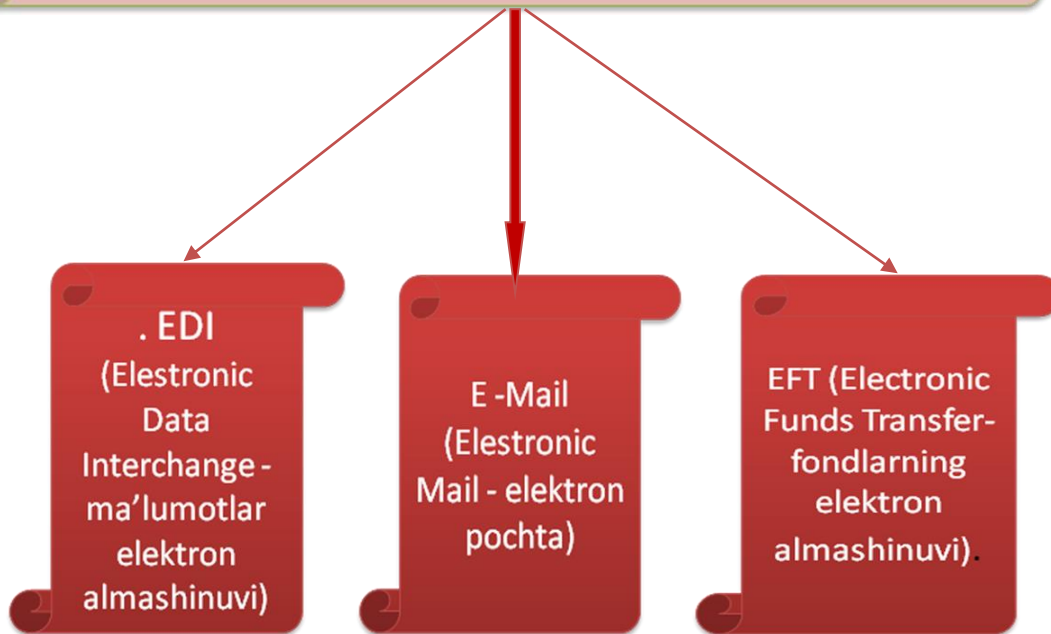 . EDI
(Elestronic
Data
Interchange -
ma’lumotlar
elektron
almashinuvi)
E -Mail
(Elestronic
Mail - elektron
pochta)
EFT (Electronic
Funds Transfer-
fondlarning
elektron
almashinuvi).